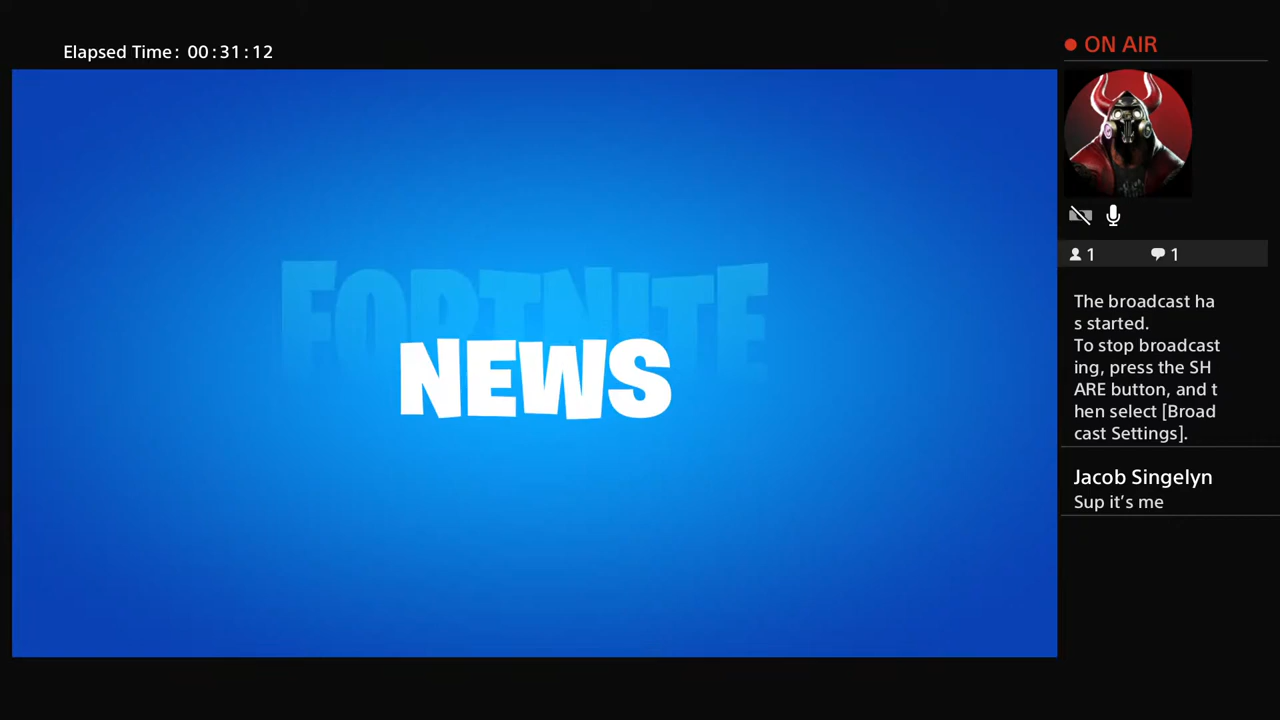 Elapsed Time: 00:31:12
ON AIR
FORTNITE
NEWS
1 1
The broadcast ha
s started.
To stop broadcast
ing, press the SH
ARE button, and t
hen select [Broad
cast Settings].
Jacob Singelyn
Sup it's me